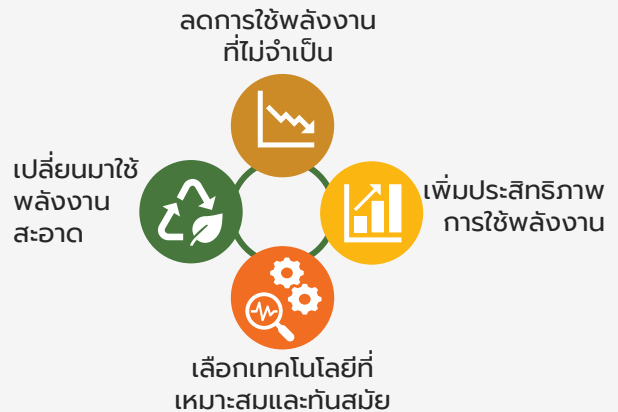 ลดการใช้พลังงาน
ที่ไม่จำเป็น
เปลี่ยนมาใช้
พลังงาน
สะอาด
เพิ่มประสิทธิภาพ
การใช้พลังงาน
เลือกเทคโนโลยีที่
เหมาะสมและทันสมัย